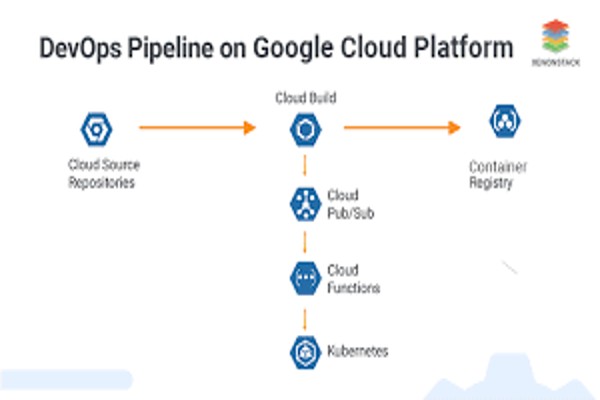 DevOps Pipeline on Google Cloud Platform
XENONSTACK
Cloud Build
Cloud Source
Repositories
Container
Registry
Cloud
Pub/Sub
Cloud
Functions
Kubernetes